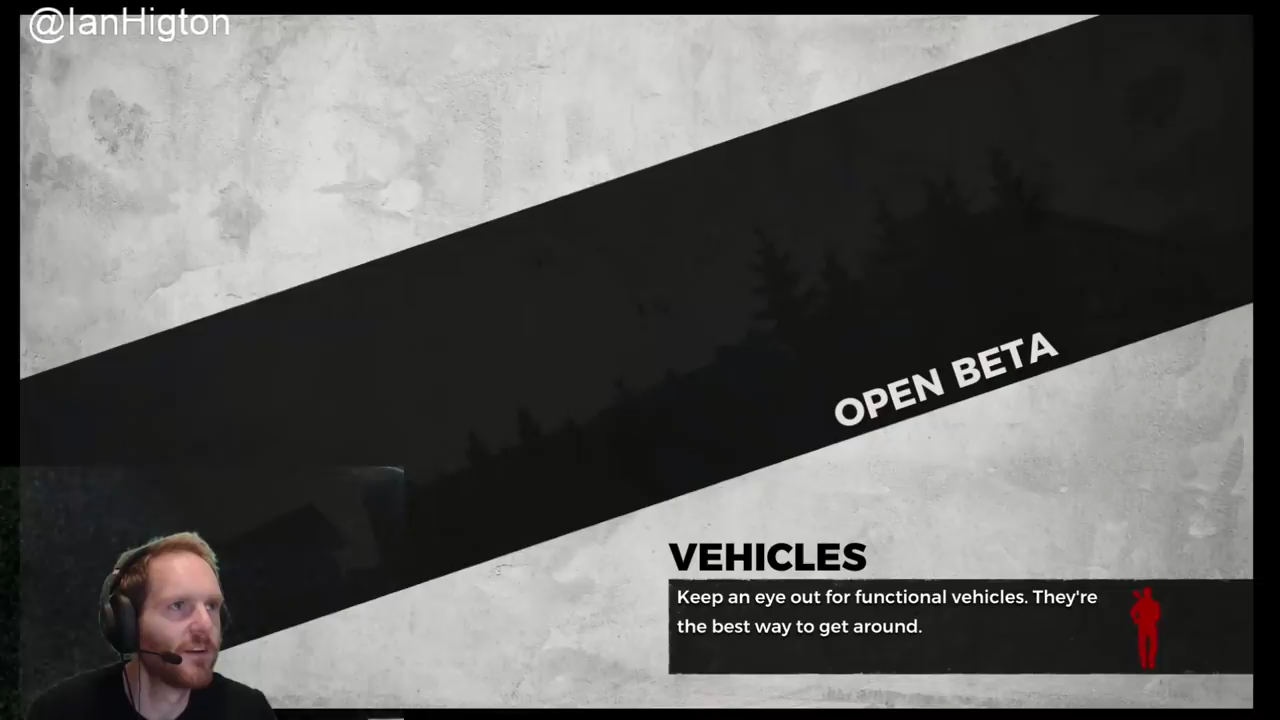 @IanHigton
OPEN BETA
VEHICLES
Keep an eye out for functional vehicles. They're
the best way to get around.